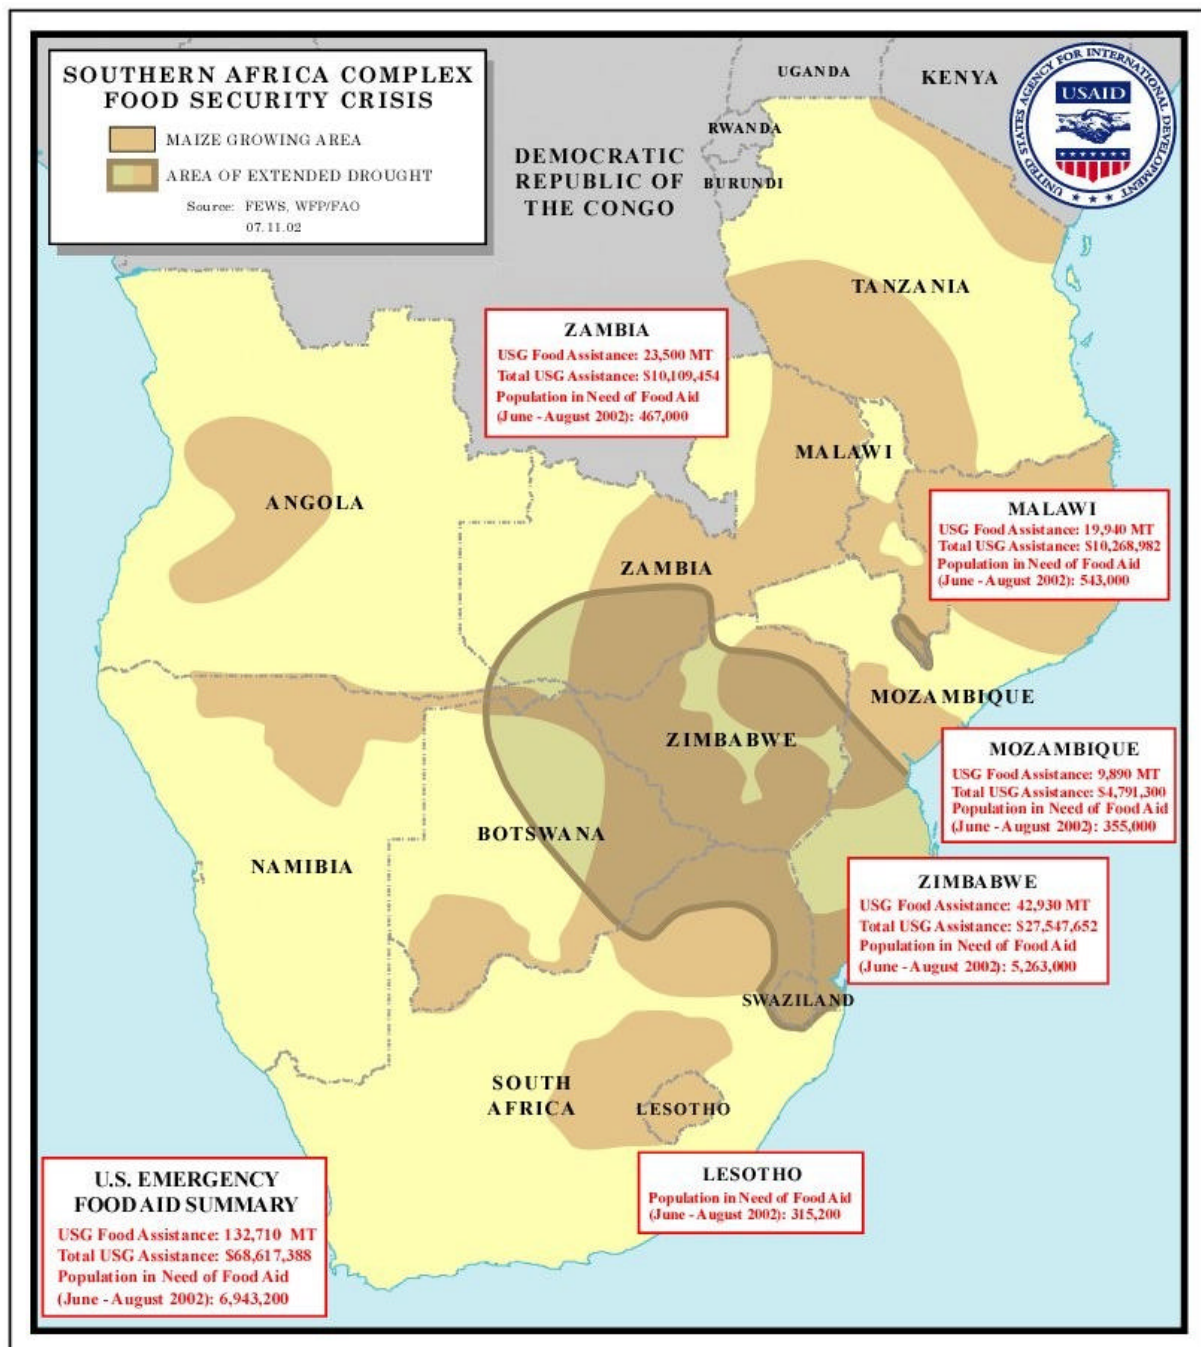 SOUTHERN AFRICA COMPLEX
FOOD SECURITY CRISIS
MAIZE GROWING AREA
AREA OF EXTENDED DROUGHT
Source: FEWS, WFP/FAO
07.11.02
UNITED STATES AGENCY FOR INTERNATIONAL DEVELOPMENT
USAID
UGANDA
KENYA
RWANDA
BURUNDI
DEMOCRATIC
REPUBLIC OF
THE CONGO
TANZANIA
ZAMBIA
USG Food Assistance: 23,500 MT
Total USG Assistance: $10,109,454
Population in Need of Food Aid
(June - August 2002): 467,000
MALAWI
ANGOLA
MALAWI
USG Food Assistance: 19,940 MT
Total USG Assistance: $10,268,982
Population in Need of Food Aid
(June - August 2002): 543,000
ZAMBIA
MOZAMBIQUE
ZIMBABWE
MOZAMBIQUE
USG Food Assistance: 9,890 MT
Total USG Assistance: $4,791,300
Population in Need of Food Aid
(June - August 2002): 355,000
BOTSWANA
NAMIBIA
ZIMBABWE
USG Food Assistance: 42,930 MT
Total USG Assistance: $27,547,652
Population in Need of Food Aid
(June - August 2002): 5,263,000
SWAZILAND
SOUTH
AFRICA
LESOTHO
LESOTHO
Population in Need of Food Aid
(June - August 2002): 315,200
U.S. EMERGENCY
FOOD AID SUMMARY
USG Food Assistance: 132,710 MT
Total USG Assistance: $68,617,388
Population in Need of Food Aid
(June - August 2002): 6,943,200